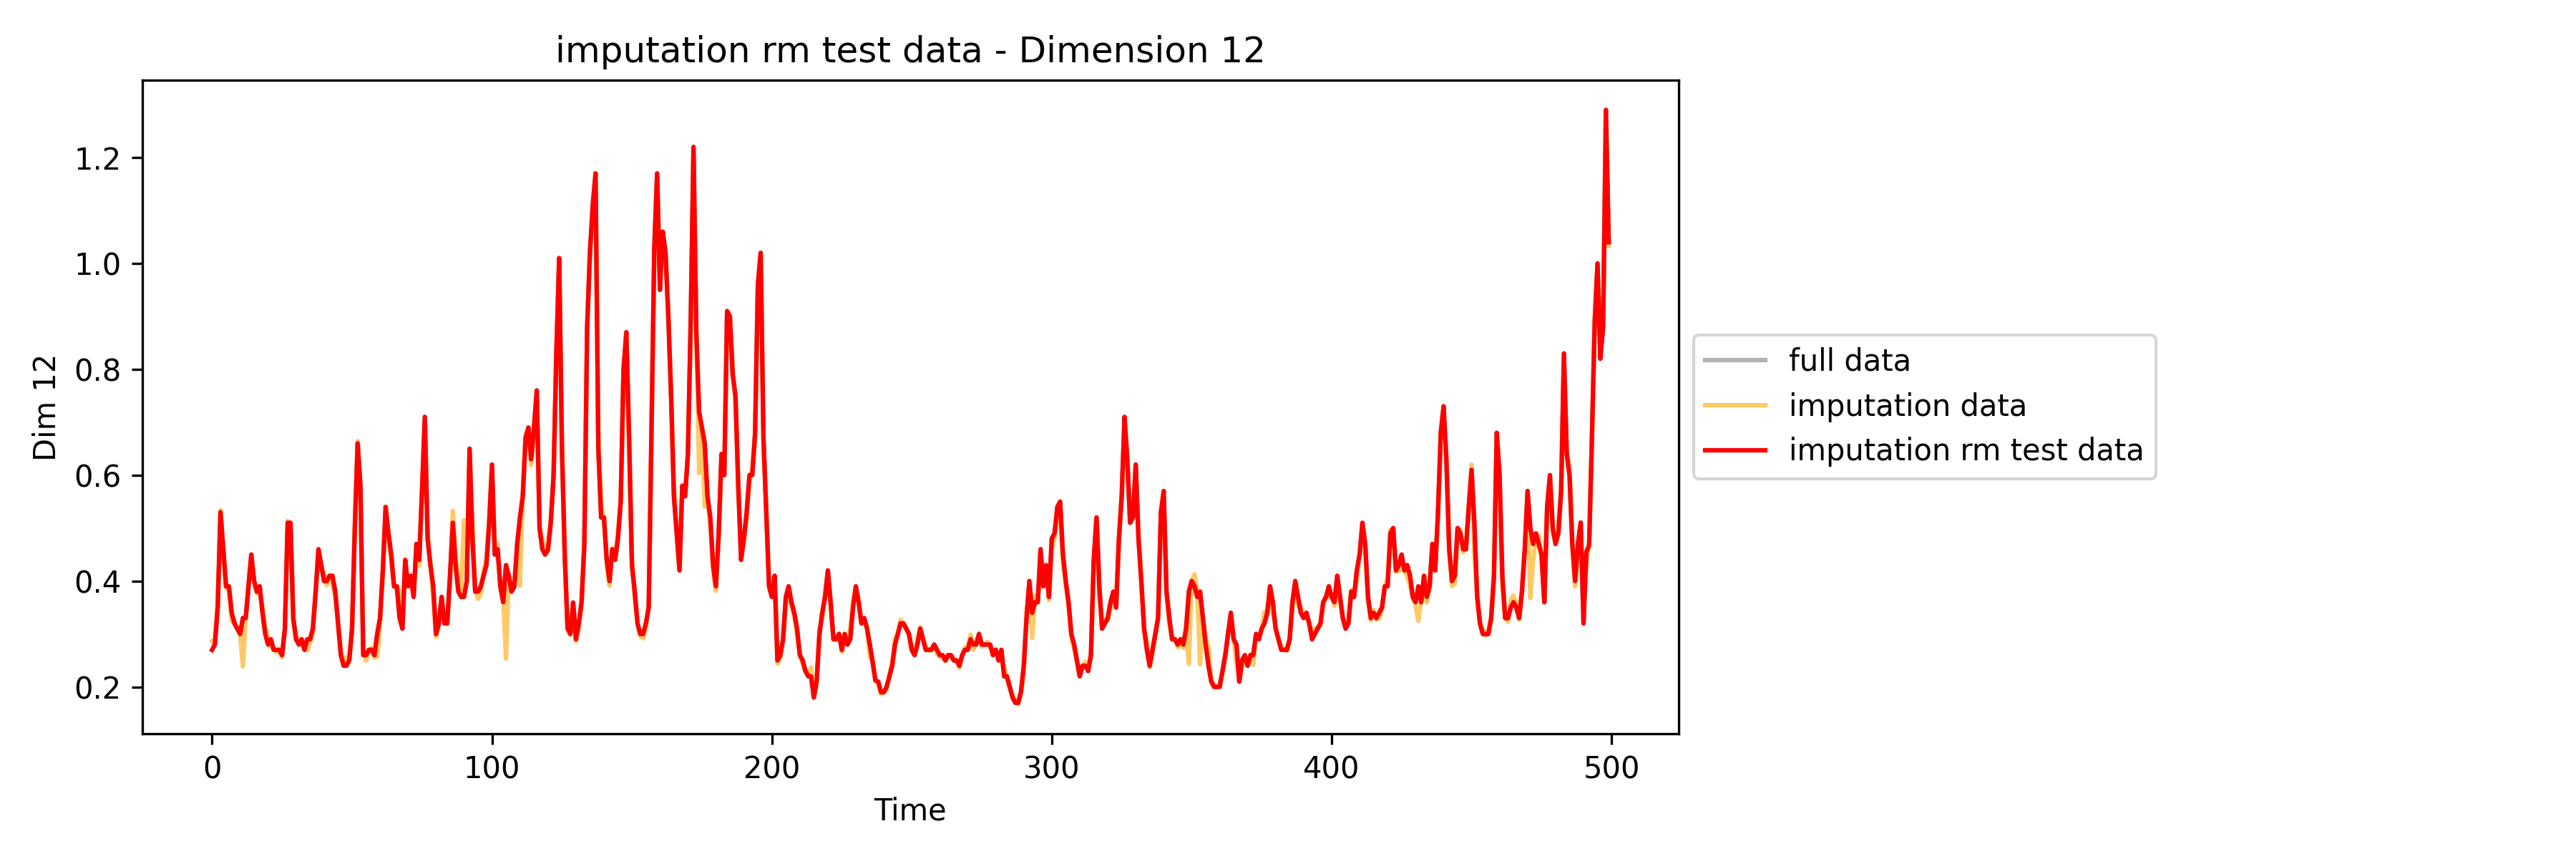 imputation rm test data - Dimension 12
Dim 12
1.2
1.0
0.8
0.6
0.4
0.2
0 100 200 300 400 500
Time
full data
imputation data
imputation rm test data